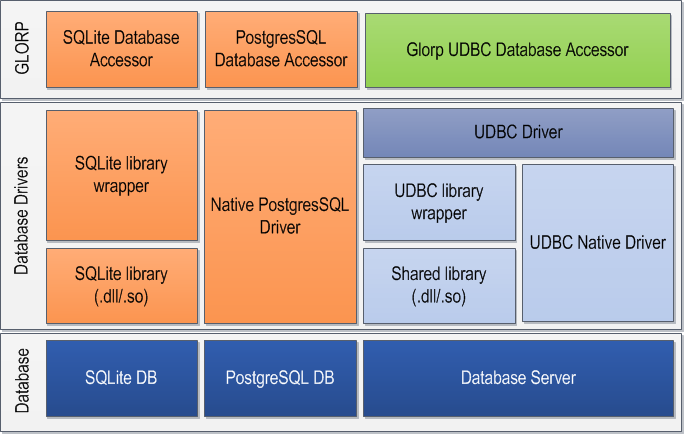 GLORP
SQLite Database
Accessor
PostgresSQL
Database Accessor
Glorp UDBC Database Accessor
Database Drivers
SQLite library
wrapper
SQLite library
(.dll/.so)
Native PostgresSQL
Driver
UDBC Driver
UDBC library
wrapper
Shared library
(.dll/.so)
UDBC Native Driver
Database
SQLite DB
PostgreSQL DB
Database Server